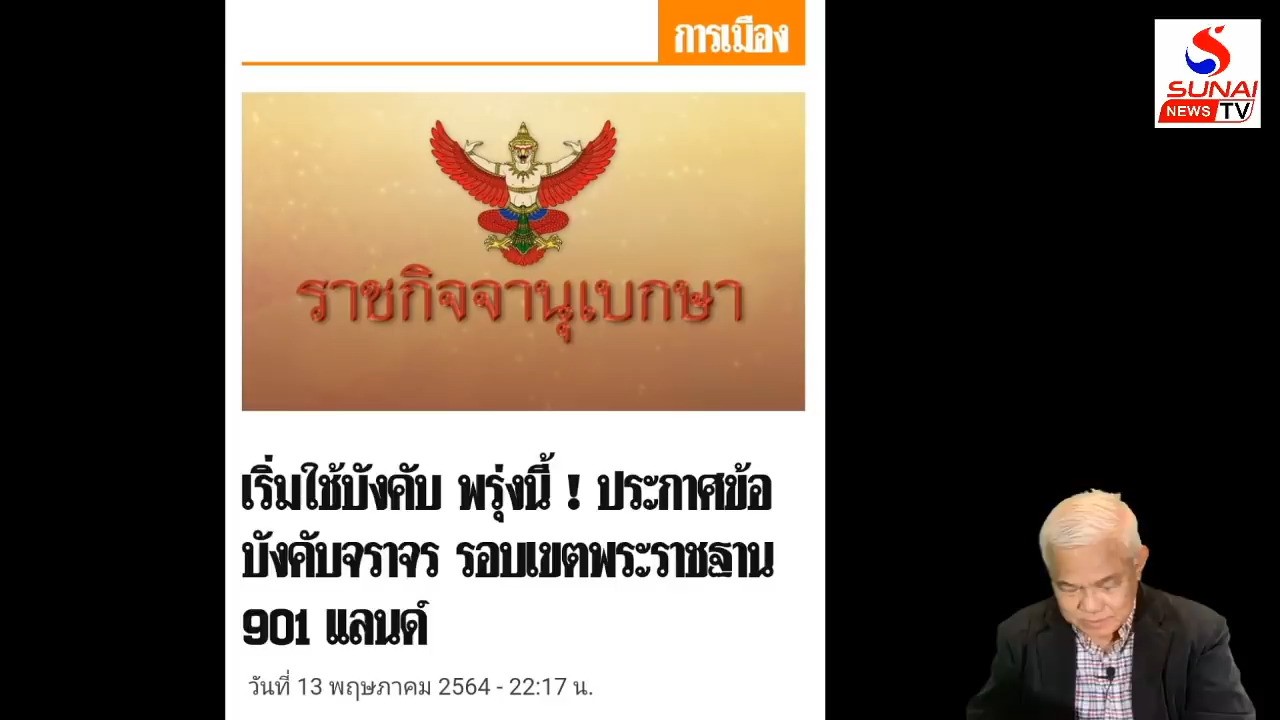 การเมือง
SUNAI
NEWS TV
ราชกิจจานุเบกษา
เริ่มใช้บังคับ พรุ่งนี้ ! ประกาศข้อ
บังคับจราจร รอบเขตพระราชฐาน
901 แลนด์
วันที่ 13 พฤษภาคม 2564 - 22:17 น.